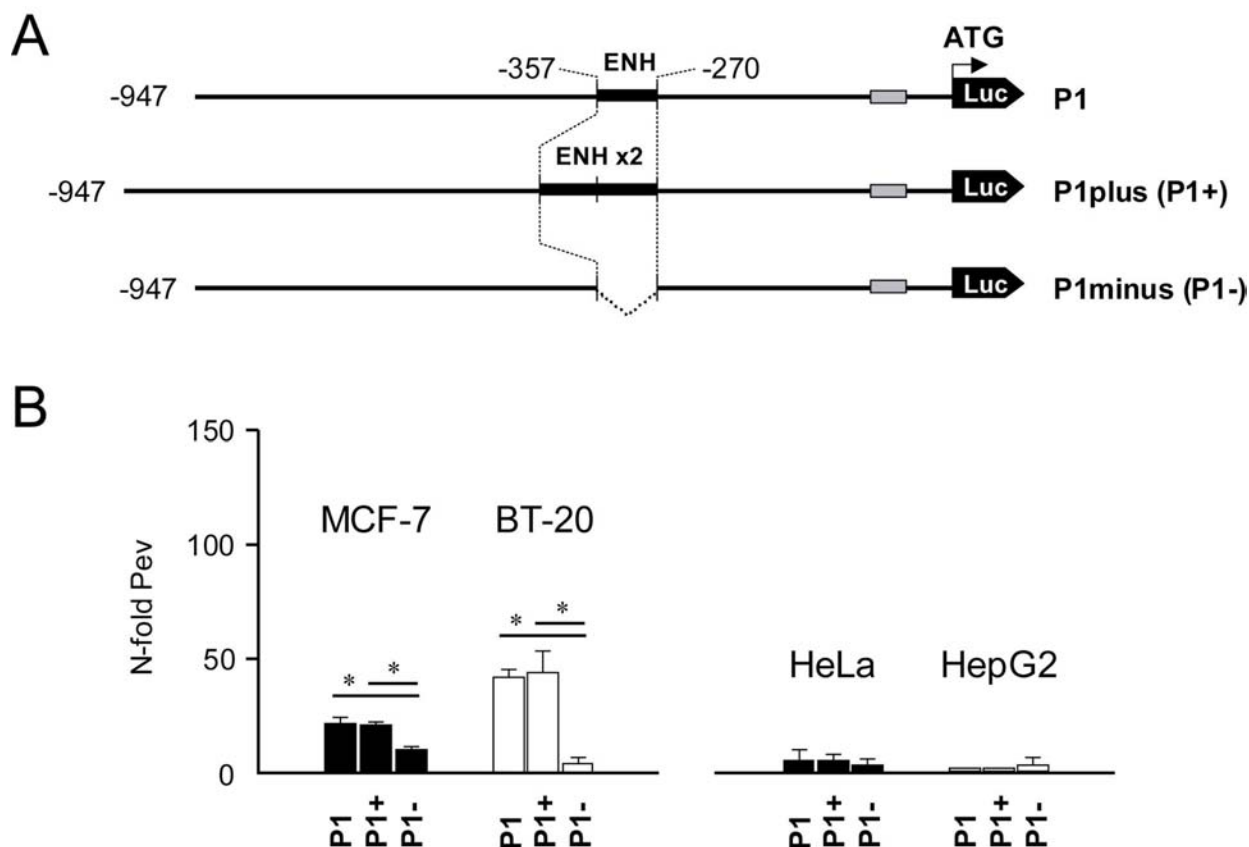 A
ATG
-357 ENH -270
-947 Luc P1
ENH x2
-947 Luc P1plus (P1+)
-947 Luc P1minus (P1-)
B
N-fold Pev
150
100
50
0
MCF-7 BT-20
* * * *
HeLa HepG2
P1 P1+ P1- P1 P1+ P1- P1 P1+ P1- P1 P1+ P1-